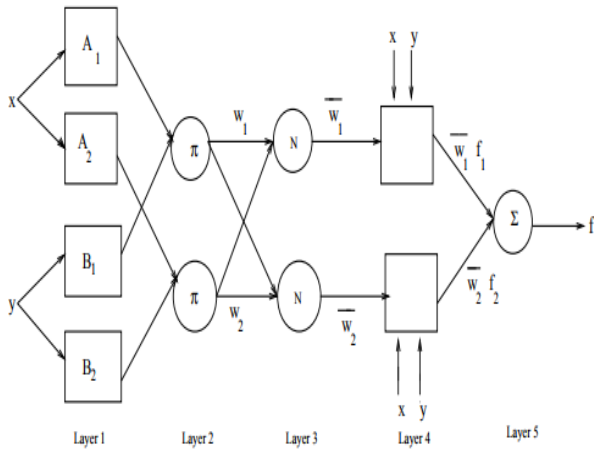 x y
A1
x
w1 w̅1
A2
π N
w̅1 f1
Σ f
B1
w̅2 f2
y
π N
w2 w̅2
B2
x y
Layer 1 Layer 2 Layer 3 Layer 4 Layer 5